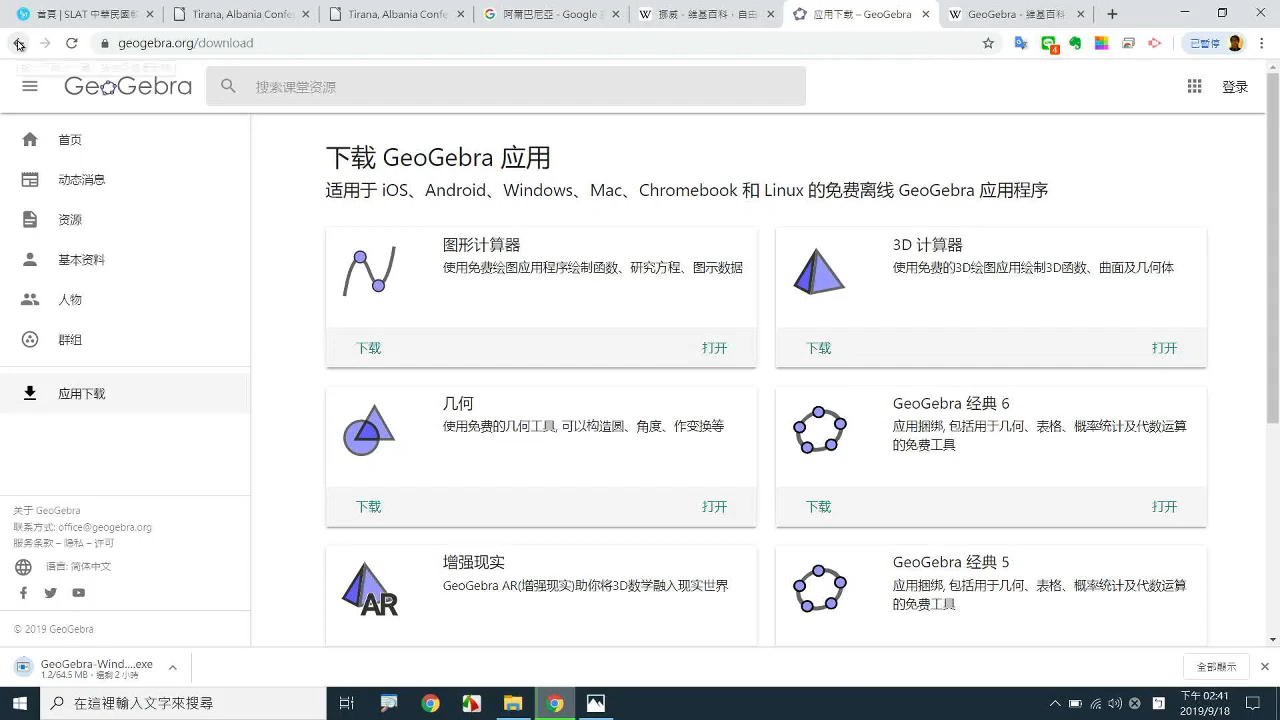 首頁 | SLAT 中華民國
Tirana, Albania Confe
Tirana, Albania Confe
阿爾巴尼亞 - Google
挪威 - 維基百科，自由
应用下载 – GeoGebra
GeoGebra - 維基百科
geogebra.org/download
4
已暫停
GeoGebra
搜索课堂资源
登录
首页
动态消息
资源
基本资料
人物
群组
应用下载
关于 GeoGebra
联系方式: office@geogebra.org
服务条款 – 隐私 – 许可
语言: 简体中文
© 2019 GeoGebra
下载 GeoGebra 应用
适用于 iOS、Android、Windows、Mac、Chromebook 和 Linux 的免费离线 GeoGebra 应用程序
图形计算器
使用免费绘图应用程序绘制函数、研究方程、图示数据
下载
打开
3D 计算器
使用免费的3D绘图应用绘制3D函数、曲面及几何体
下载
打开
几何
使用免费的几何工具, 可以构造圆、角度、作变换等
下载
打开
GeoGebra 经典 6
应用捆绑, 包括用于几何、表格、概率统计及代数运算
的免费工具
下载
打开
增强现实
GeoGebra AR(增强现实)助你将3D数学融入现实世界
AR
GeoGebra 经典 5
应用捆绑, 包括用于几何、表格、概率统计及代数运算
的免费工具
GeoGebra-Wind....exe
1.2/64.5 MB，還剩 2 小時
全部顯示
在這裡輸入文字來搜尋
下午 02:41
2019/9/18